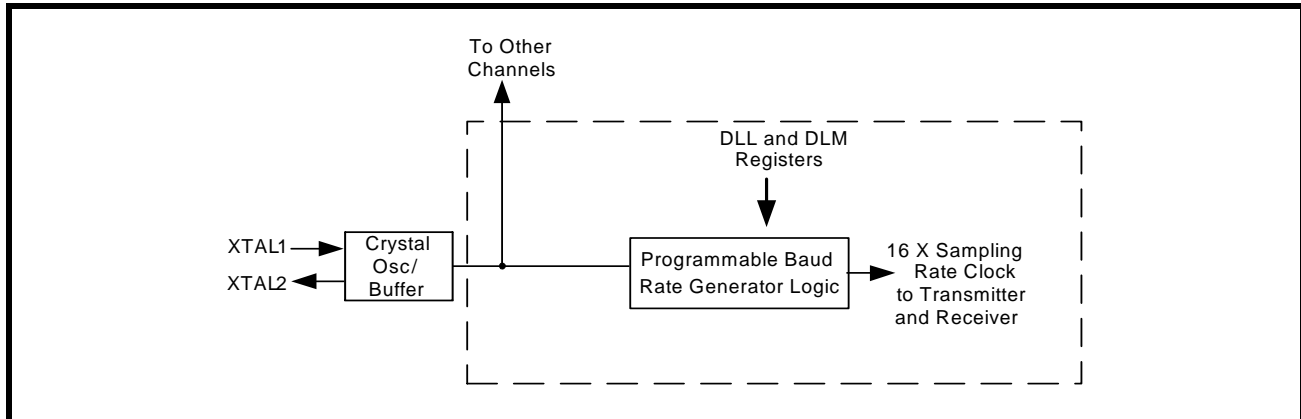 To Other
Channels
DLL and DLM
Registers
XTAL1
XTAL2
Crystal
Osc/
Buffer
Programmable Baud
Rate Generator Logic
16 X Sampling
Rate Clock
to Transmitter
and Receiver